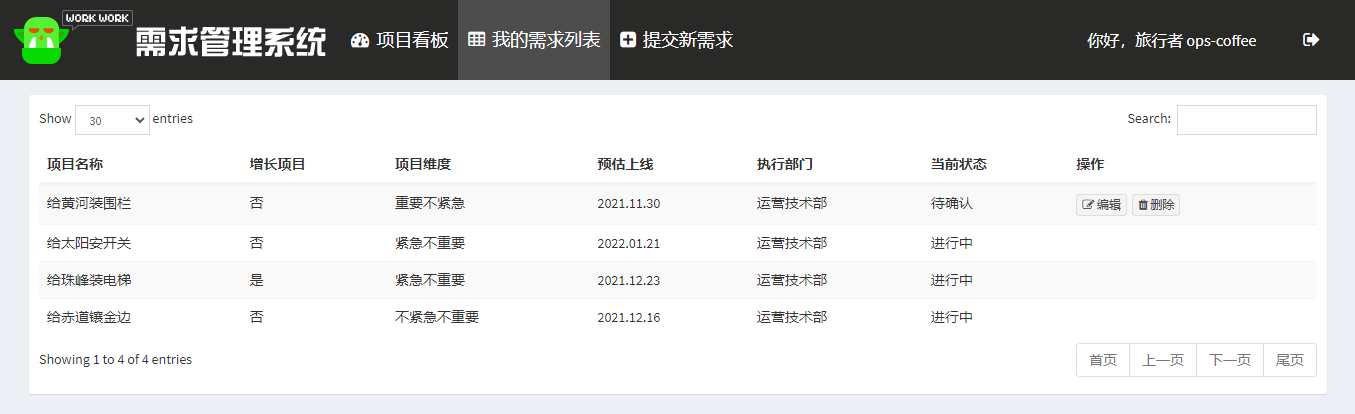 WORK WORK
需求管理系统 项目看板 我的需求列表 提交新需求 你好，旅行者 ops-coffee
Show 30 entries Search:
项目名称 增长项目 项目维度 预估上线 执行部门 当前状态 操作
给黄河装围栏 否 重要不紧急 2021.11.30 运营技术部 待确认 编辑 删除
给太阳安开关 否 紧急不重要 2022.01.21 运营技术部 进行中
给珠峰装电梯 是 紧急不重要 2021.12.23 运营技术部 进行中
给赤道镶金边 否 不紧急不重要 2021.12.16 运营技术部 进行中
Showing 1 to 4 of 4 entries 首页 上一页 下一页 尾页